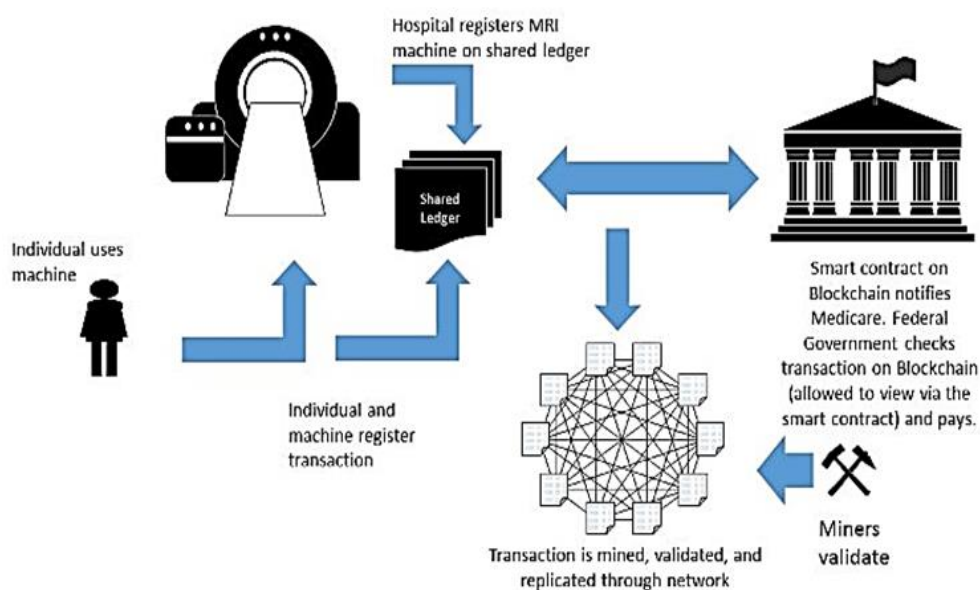 Hospital registers MRI
machine on shared ledger
Shared
Ledger
Individual uses
machine
Individual and
machine register
transaction
Smart contract on
Blockchain notifies
Medicare. Federal
Government checks
transaction on Blockchain
(allowed to view via the
smart contract) and pays.
Miners
validate
Transaction is mined, validated, and
replicated through network